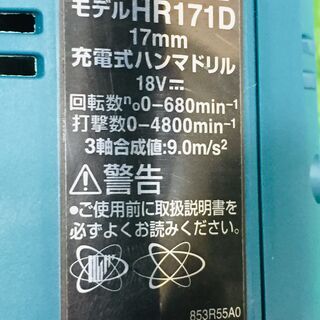 モデルHR171D
17mm
充電式ハンマドリル
18V⎓
回転数n₀0-680min⁻¹
打撃数0-4800min⁻¹
3軸合成値:9.0m/s²
⚠警告
•ご使用前に取扱説明書を
必ずよくお読みください。
853R55A0